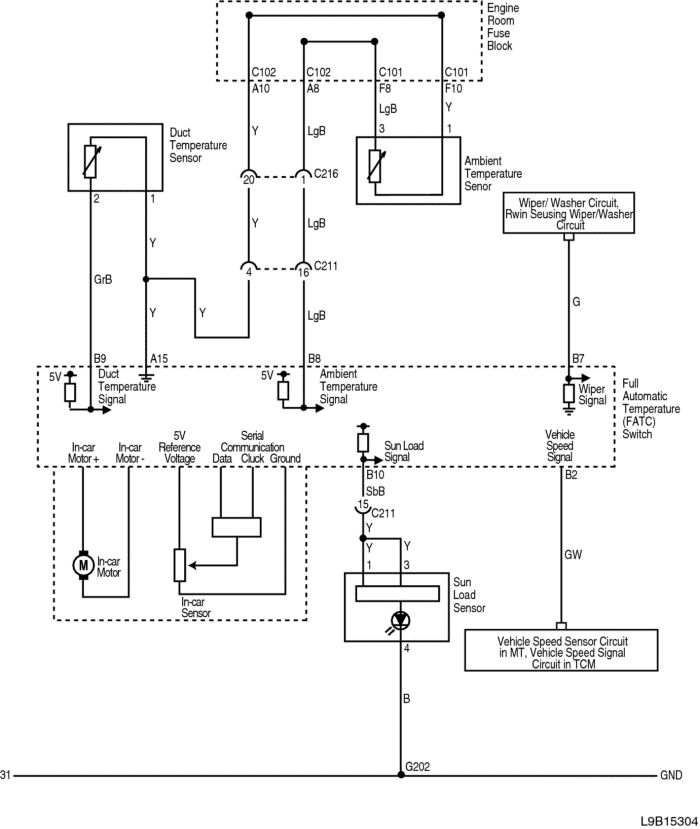 Engine
Room
Fuse
Block
C102
C102
C101
C101
A10
A8
F8
F10
LgB
Y
Duct
Temperature
Sensor
Y
LgB
3
1
Ambient
Temperature
Senor
20
1
C216
2
1
Wiper/ Washer Circuit,
Rwin Seusing Wiper/Washer
Circuit
Y
Y
LgB
4
16
C211
GrB
Y
Y
LgB
G
B9
A15
B8
B7
5V
Duct
Temperature
Signal
5V
Ambient
Temperature
Signal
Wiper
Signal
Full
Automatic
Temperature
(FATC)
Switch
In-car
Motor+
In-car
Motor-
5V
Reference
Voltage
Serial
Communication
Data
Cluck
Ground
Sun Load
Signal
Vehicle
Speed
Signal
B10
B2
SbB
15
C211
Y
Y
Y
GW
M
In-car
Motor
1
3
Sun
Load
Sensor
In-car
Sensor
4
Vehicle Speed Sensor Circuit
in MT, Vehicle Speed Signal
Circuit in TCM
B
G202
31
GND
L9B15304